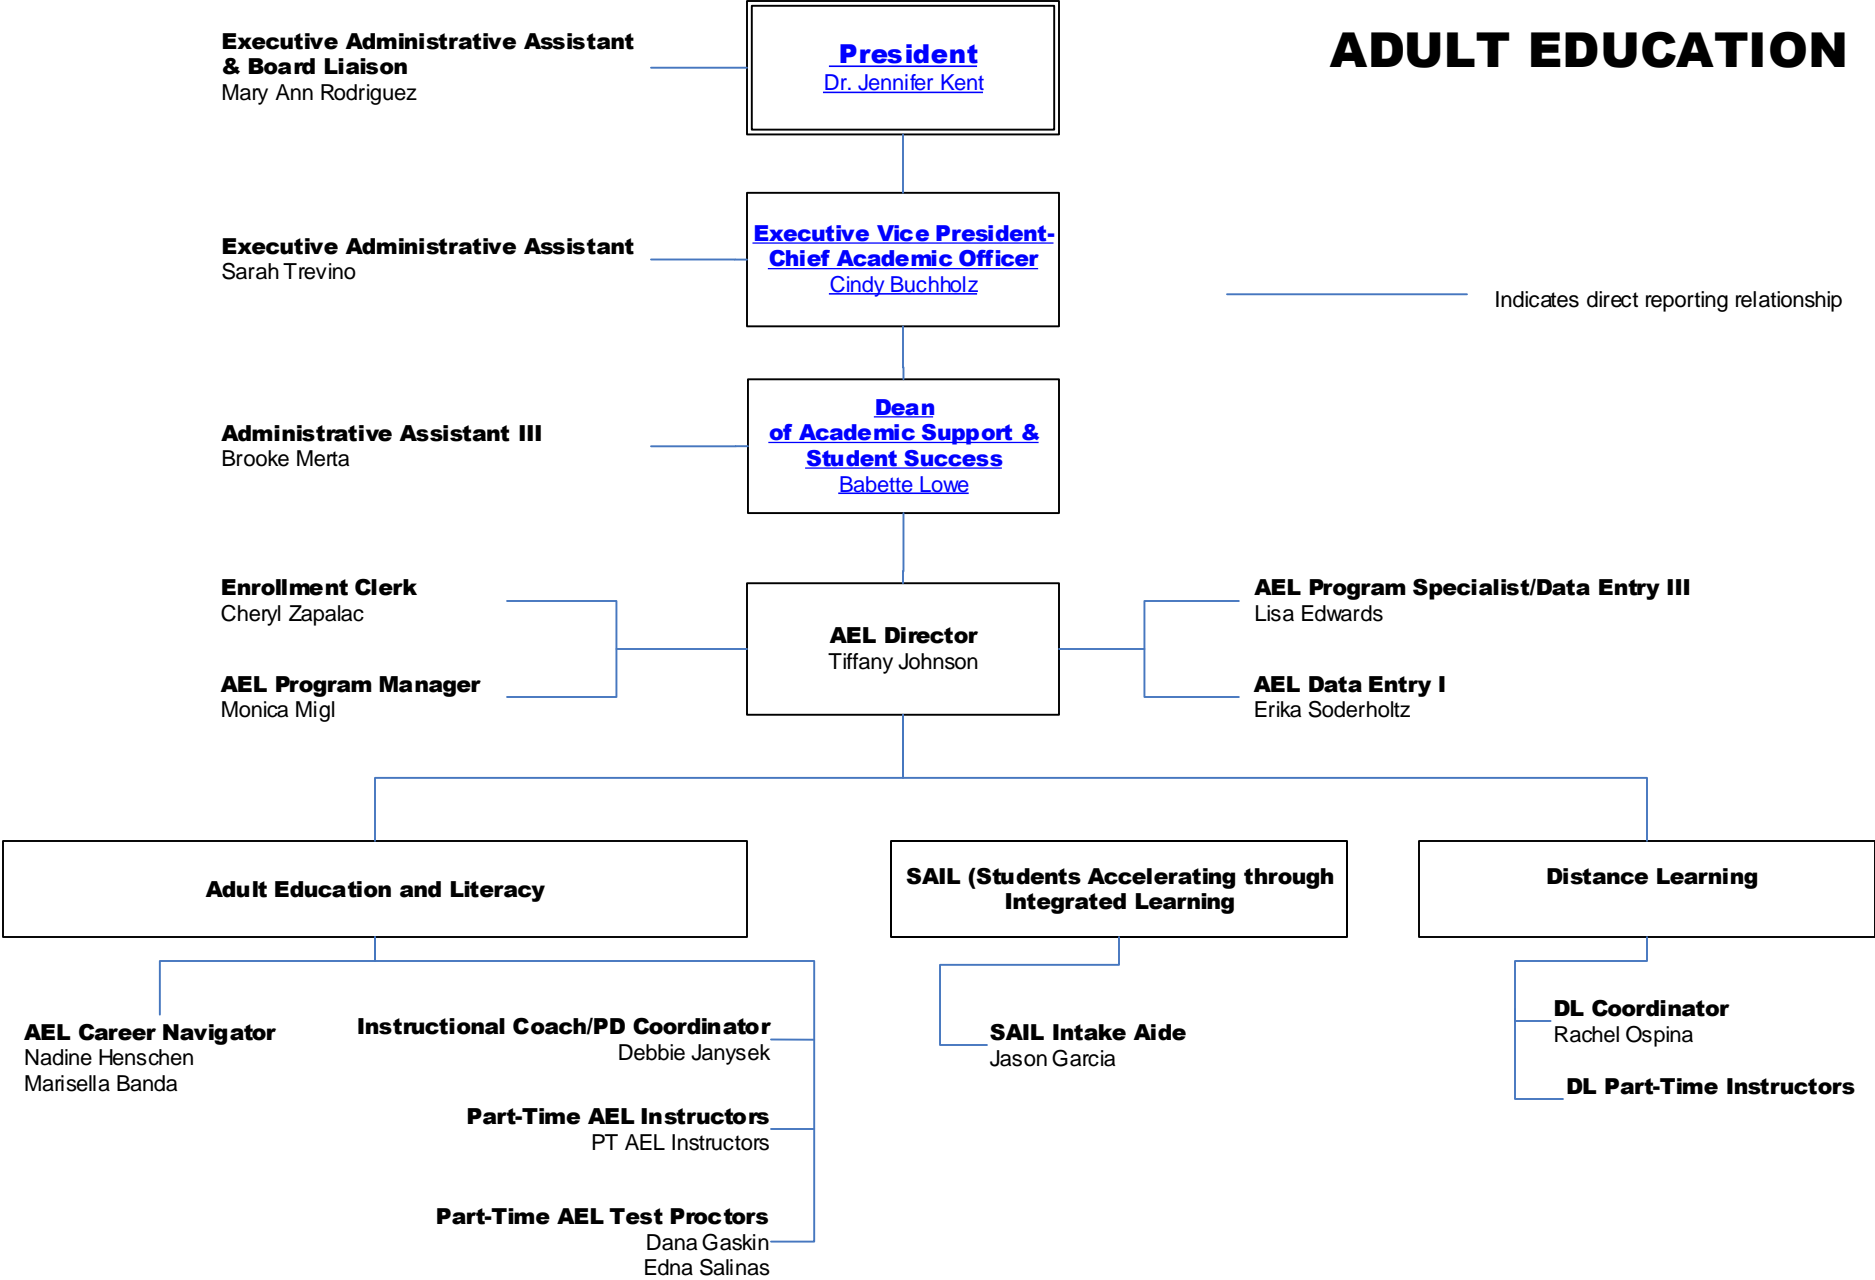 ADULT EDUCATION
Executive Administrative Assistant
& Board Liaison
Mary Ann Rodriguez
President
Dr. Jennifer Kent
Executive Administrative Assistant
Sarah Trevino
Executive Vice President-
Chief Academic Officer
Cindy Buchholz
Indicates direct reporting relationship
Administrative Assistant III
Brooke Merta
Dean
of Academic Support &
Student Success
Babette Lowe
Enrollment Clerk
Cheryl Zapalac
AEL Program Manager
Monica Migl
AEL Director
Tiffany Johnson
AEL Program Specialist/Data Entry III
Lisa Edwards
AEL Data Entry I
Erika Soderholtz
Adult Education and Literacy
SAIL (Students Accelerating through
Integrated Learning
Distance Learning
AEL Career Navigator
Nadine Henschen
Marisella Banda
Instructional Coach/PD Coordinator
Debbie Janysek
Part-Time AEL Instructors
PT AEL Instructors
Part-Time AEL Test Proctors
Dana Gaskin
Edna Salinas
SAIL Intake Aide
Jason Garcia
DL Coordinator
Rachel Ospina
DL Part-Time Instructors